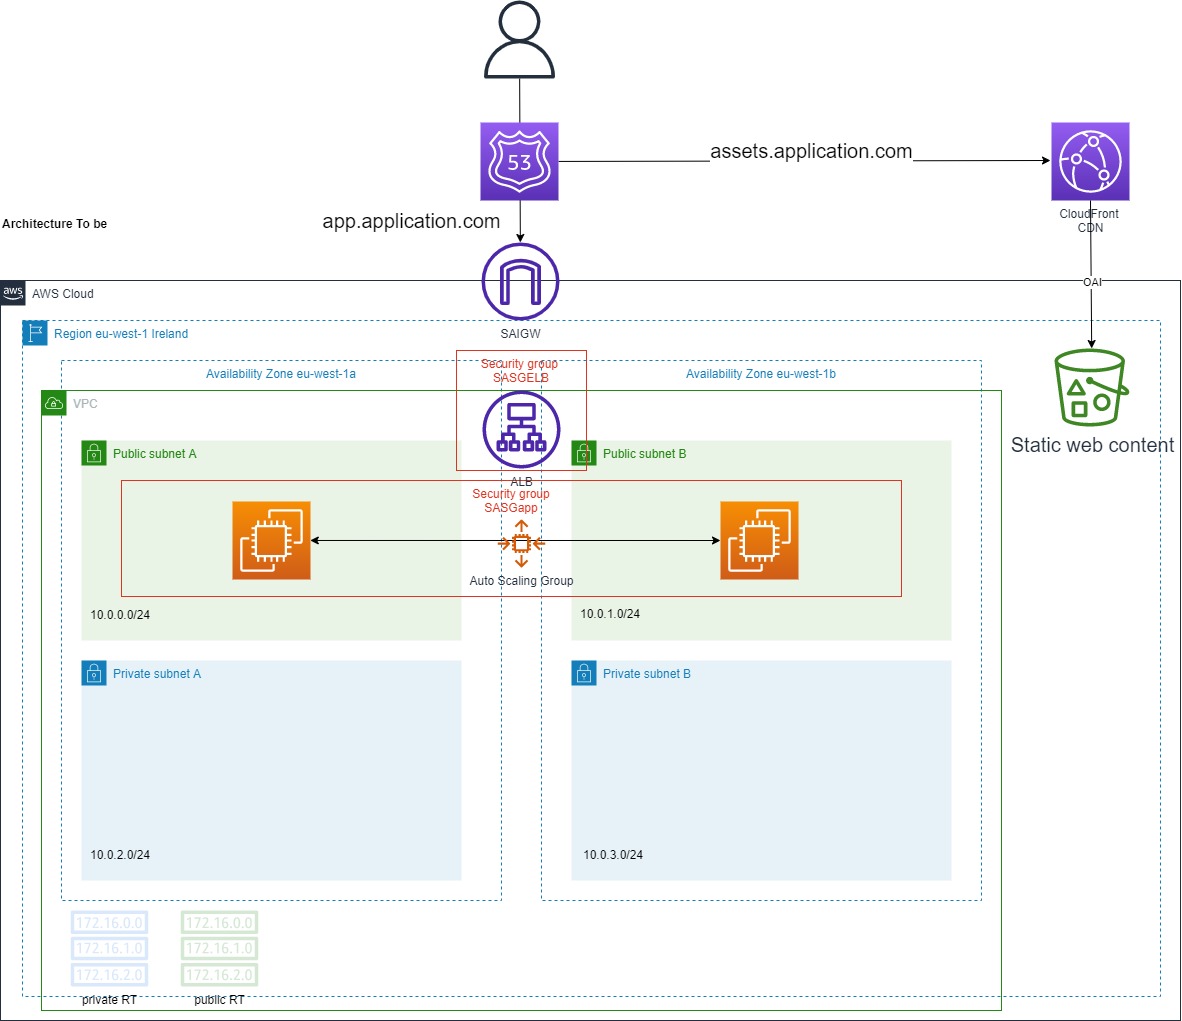 53
assets.application.com
CloudFront
CDN
Architecture To be
app.application.com
aws
AWS Cloud
OAI
SAIGW
Region eu-west-1 Ireland
Security group
SASGELB
Availability Zone eu-west-1a
Availability Zone eu-west-1b
VPC
Static web content
Public subnet A
Public subnet B
ALB
Security group
SASGapp
Auto Scaling Group
10.0.0.0/24
10.0.1.0/24
Private subnet A
Private subnet B
10.0.2.0/24
10.0.3.0/24
172.16.0.0
172.16.1.0
172.16.2.0
private RT
172.16.0.0
172.16.1.0
172.16.2.0
public RT